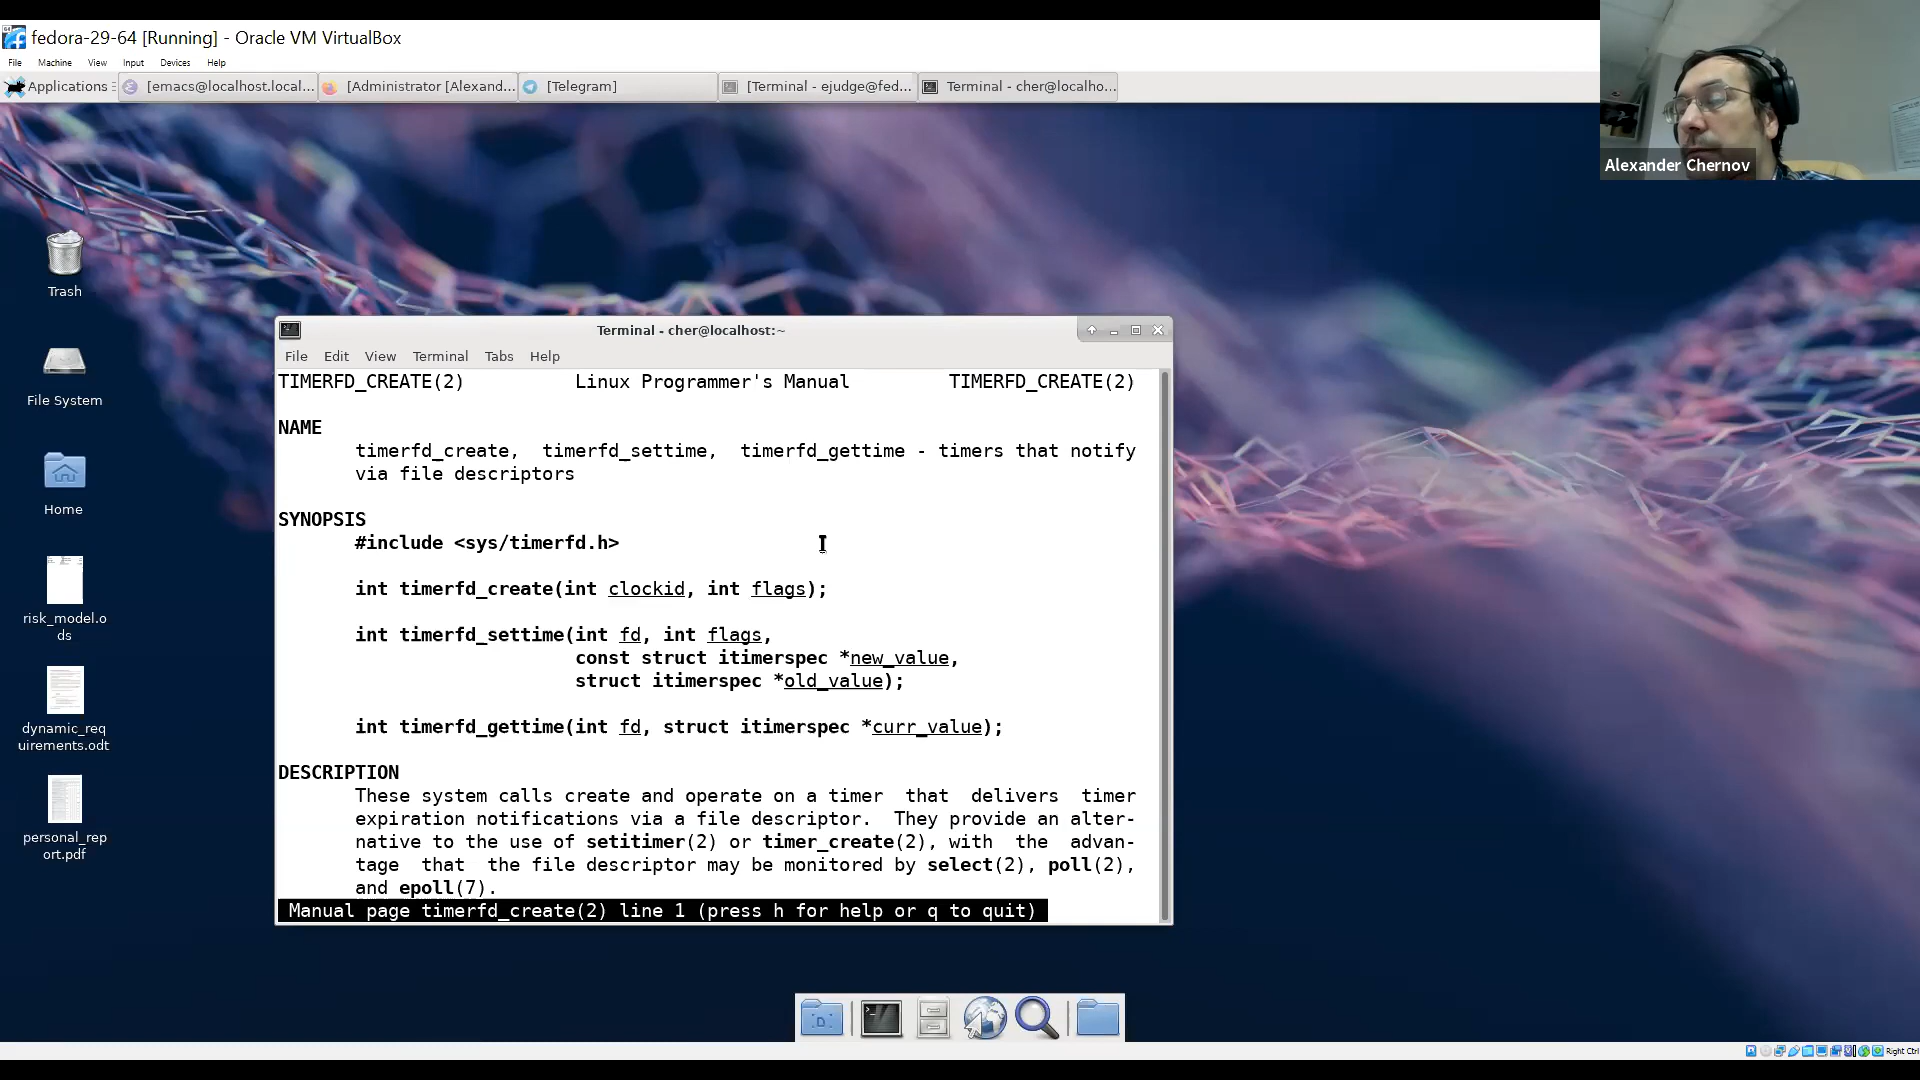 fedora-29-64 [Running] - Oracle VM VirtualBox
File Machine View Input Devices Help
Applications [emacs@localhost.local... [Administrator [Alexand... [Telegram] [Terminal - ejudge@fed... Terminal - cher@localho...
Alexander Chernov
Trash
File System
Home
risk_model.o
ds
dynamic_req
uirements.odt
personal_rep
ort.pdf
Terminal - cher@localhost:~
File Edit View Terminal Tabs Help
TIMERFD_CREATE(2) Linux Programmer's Manual TIMERFD_CREATE(2)
NAME
timerfd_create, timerfd_settime, timerfd_gettime - timers that notify
via file descriptors
SYNOPSIS
#include <sys/timerfd.h>
int timerfd_create(int clockid, int flags);
int timerfd_settime(int fd, int flags,
const struct itimerspec *new_value,
struct itimerspec *old_value);
int timerfd_gettime(int fd, struct itimerspec *curr_value);
DESCRIPTION
These system calls create and operate on a timer that delivers timer
expiration notifications via a file descriptor. They provide an alter-
native to the use of setitimer(2) or timer_create(2), with the advan-
tage that the file descriptor may be monitored by select(2), poll(2),
and epoll(7).
Manual page timerfd_create(2) line 1 (press h for help or q to quit)
Right Ctrl